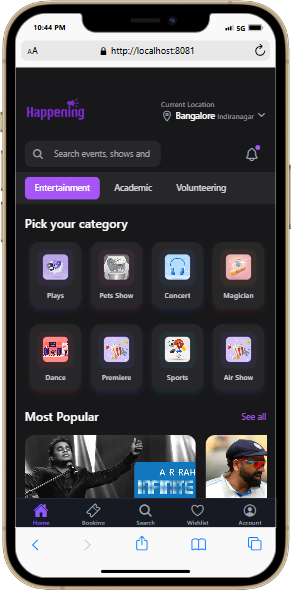 10:44 PM
5G
AA
http://localhost:8081
Happening
Current Location
Bangalore Indiranagar
Search events, shows and
Entertainment Academic Volunteering
Pick your category
Plays Pets Show Concert Magician
Dance Premiere Sports Air Show
Most Popular See all
A R RAH
INFINITE
Home Booking Search Wishlist Account